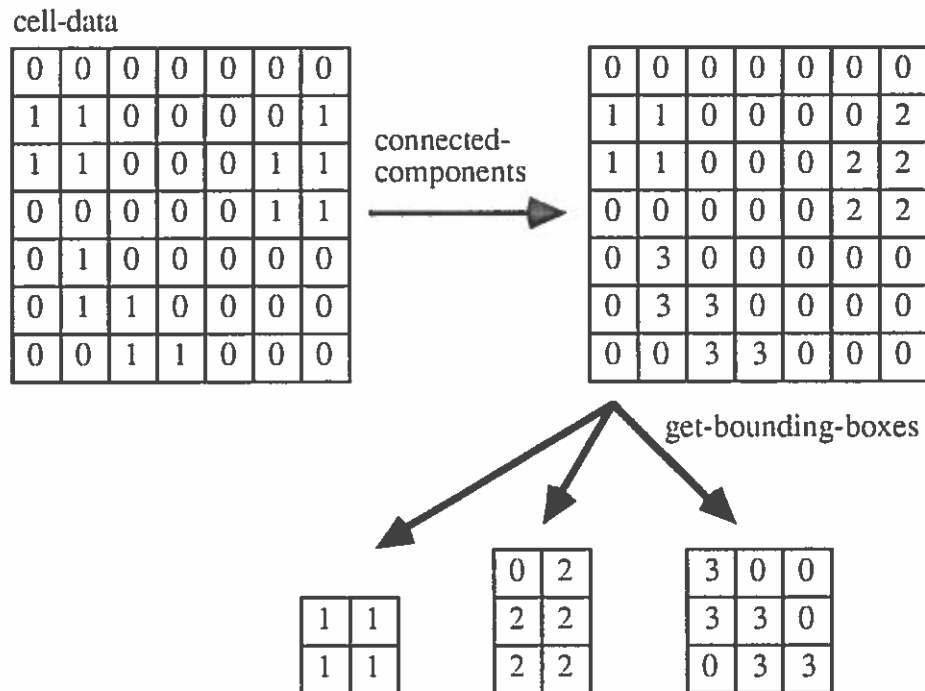 cell-data
0 0 0 0 0 0 0
1 1 0 0 0 0 1
1 1 0 0 0 1 1
0 0 0 0 0 1 1
0 1 0 0 0 0 0
0 1 1 0 0 0 0
0 0 1 1 0 0 0
connected-
components
0 0 0 0 0 0 0
1 1 0 0 0 0 2
1 1 0 0 0 2 2
0 0 0 0 0 2 2
0 3 0 0 0 0 0
0 3 3 0 0 0 0
0 0 3 3 0 0 0
get-bounding-boxes
1 1
1 1
0 2
2 2
2 2
3 0 0
3 3 0
0 3 3